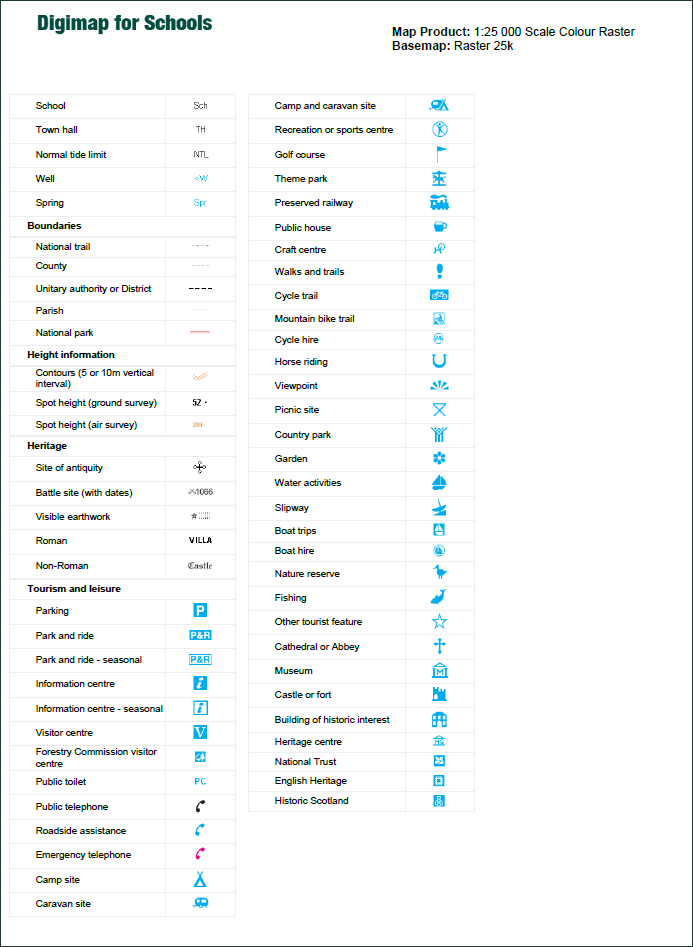 Digimap for Schools
Map Product: 1:25 000 Scale Colour Raster
Basemap: Raster 25k
School Sch
Town hall TH
Normal tide limit NTL
Well W
Spring Spr
Boundaries
National trail
County
Unitary authority or District
Parish
National park
Height information
Contours (5 or 10m vertical
interval)
Spot height (ground survey) 52 ·
Spot height (air survey) 284 ·
Heritage
Site of antiquity
Battle site (with dates) 1066
Visible earthwork
Roman VILLA
Non-Roman Castle
Tourism and leisure
Parking P
Park and ride P&R
Park and ride - seasonal P&R
Information centre i
Information centre - seasonal i
Visitor centre V
Forestry Commission visitor
centre
Public toilet PC
Public telephone
Roadside assistance
Emergency telephone
Camp site
Caravan site
Camp and caravan site
Recreation or sports centre
Golf course
Theme park
Preserved railway
Public house
Craft centre
Walks and trails
Cycle trail
Mountain bike trail
Cycle hire
Horse riding
Viewpoint
Picnic site
Country park
Garden
Water activities
Slipway
Boat trips
Boat hire
Nature reserve
Fishing
Other tourist feature
Cathedral or Abbey
Museum M
Castle or fort
Building of historic interest
Heritage centre
National Trust
English Heritage
Historic Scotland